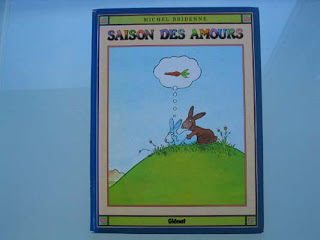 MICHEL BRIDENNE
SAISON DES AMOURS
Glénat